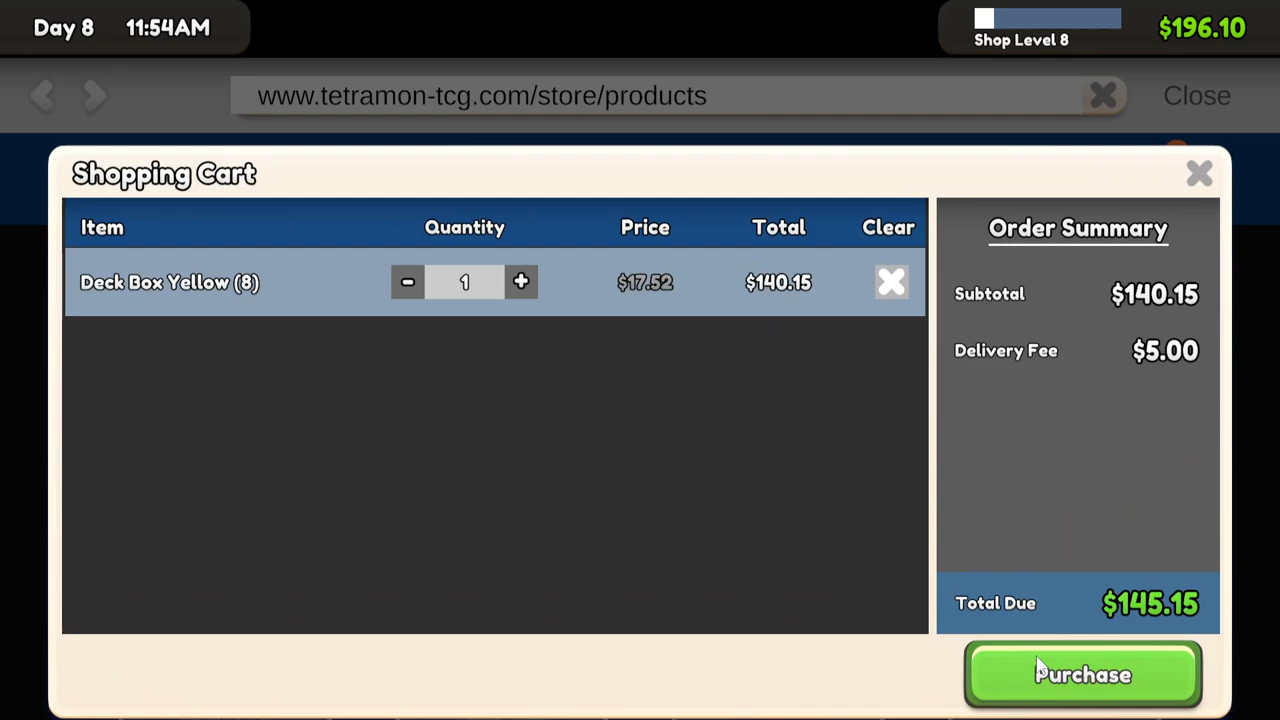 Day 8 11:54AM
Shop Level 8
$196.10
www.tetramon-tcg.com/store/products
Close
Shopping Cart
Item Quantity Price Total Clear
Deck Box Yellow (8) - 1 + $17.52 $140.15
Order Summary
Subtotal $140.15
Delivery Fee $5.00
Total Due $145.15
Purchase